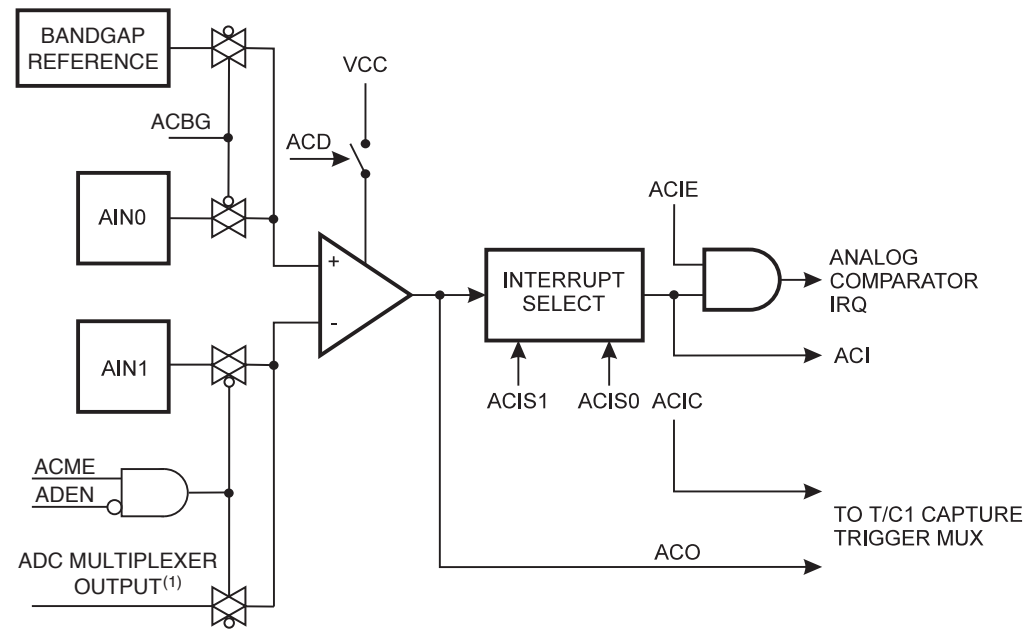 BANDGAP
REFERENCE
ACBG
VCC
ACD
AIN0
+
-
ACIE
INTERRUPT
SELECT
ANALOG
COMPARATOR
IRQ
AIN1
ACI
ACIS1
ACIS0
ACIC
ACME
ADEN
TO T/C1 CAPTURE
TRIGGER MUX
ADC MULTIPLEXER
OUTPUT(1)
ACO